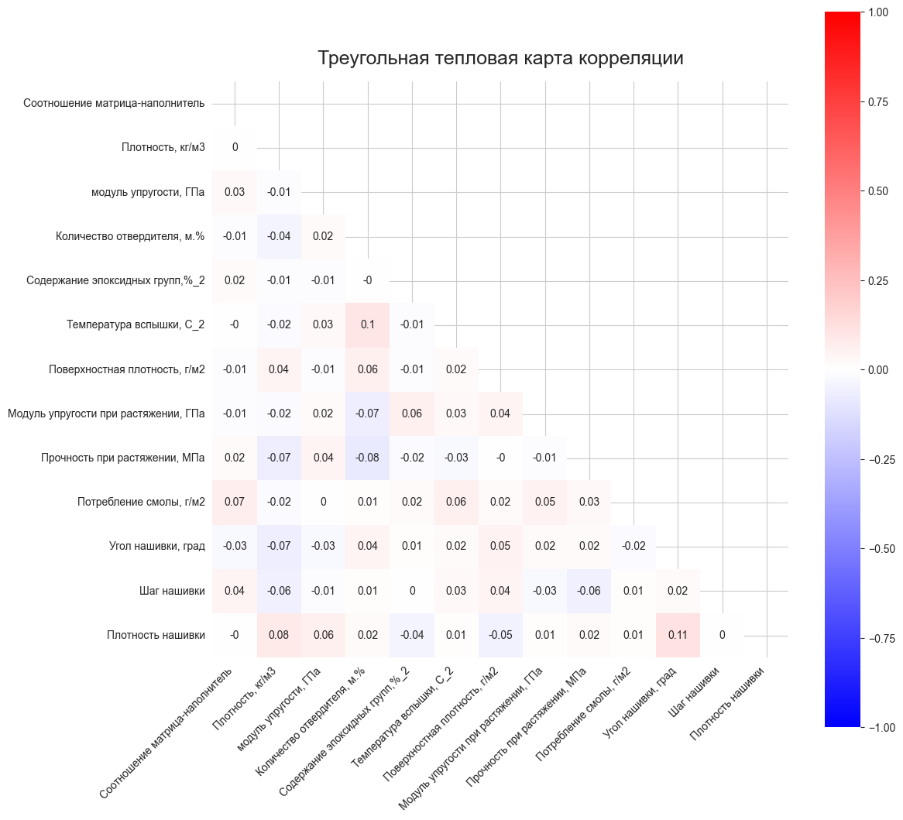 Треугольная тепловая карта корреляции
Соотношение матрица-наполнитель
Плотность, кг/м3 0
модуль упругости, ГПа 0.03 -0.01
Количество отвердителя, м.% -0.01 -0.04 0.02
Содержание эпоксидных групп,%_2 0.02 -0.01 -0.01 -0
Температура вспышки, С_2 -0 -0.02 0.03 0.1 -0.01
Поверхностная плотность, г/м2 -0.01 0.04 -0.01 0.06 -0.01 0.02
Модуль упругости при растяжении, ГПа -0.01 -0.02 0.02 -0.07 0.06 0.03 0.04
Прочность при растяжении, МПа 0.02 -0.07 0.04 -0.08 -0.02 -0.03 -0 -0.01
Потребление смолы, г/м2 0.07 -0.02 0 0.01 0.02 0.06 0.02 0.05 0.03
Угол нашивки, град -0.03 -0.07 -0.03 0.04 0.01 0.02 0.05 0.02 0.02 -0.02
Шаг нашивки 0.04 -0.06 -0.01 0.01 0 0.03 0.04 -0.03 -0.06 0.01 0.02
Плотность нашивки -0 0.08 0.06 0.02 -0.04 0.01 -0.05 0.01 0.02 0.01 0.11 0
Соотношение матрица-наполнитель
Плотность, кг/м3
модуль упругости, ГПа
Количество отвердителя, м.%
Содержание эпоксидных групп,%_2
Температура вспышки, С_2
Поверхностная плотность, г/м2
Модуль упругости при растяжении, ГПа
Прочность при растяжении, МПа
Потребление смолы, г/м2
Угол нашивки, град
Шаг нашивки
Плотность нашивки
1.00
0.75
0.50
0.25
0.00
−0.25
−0.50
−0.75
−1.00